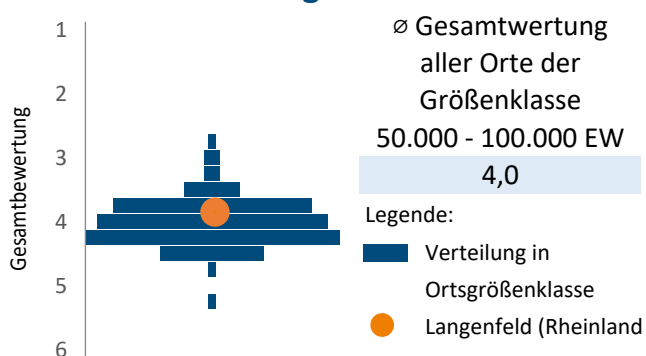 1
2
3
4
5
6
Gesamtbewertung
⌀ Gesamtwertung
aller Orte der
Größenklasse
50.000 - 100.000 EW
4,0
Legende:
Verteilung in
Ortsgrößenklasse
Langenfeld (Rheinland